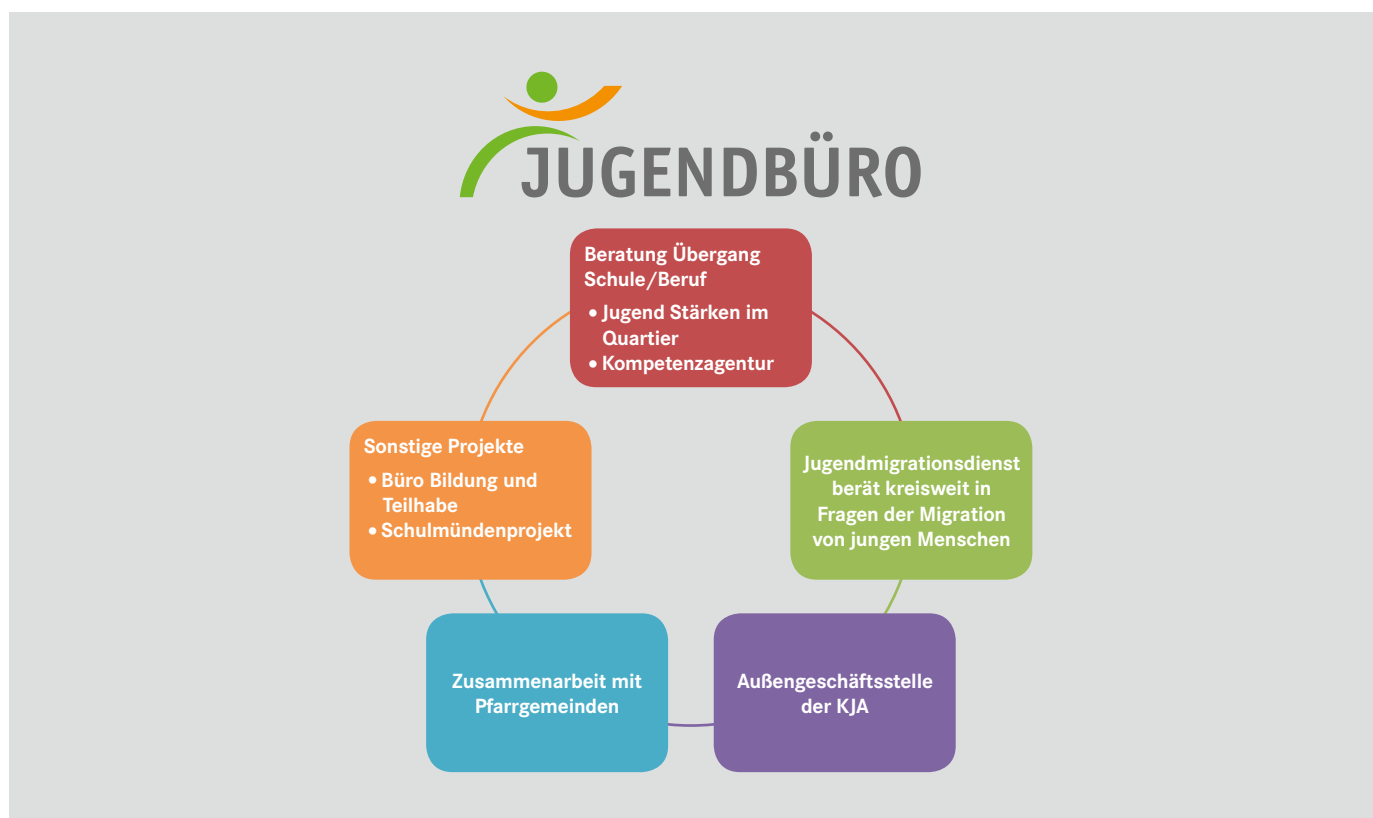 JUGENDBÜRO
Beratung Übergang
Schule/Beruf
• Jugend Stärken im
Quartier
• Kompetenzagentur
Jugendmigrationsdienst
berät kreisweit in
Fragen der Migration
von jungen Menschen
Außengeschäftsstelle
der KJA
Zusammenarbeit mit
Pfarrgemeinden
Sonstige Projekte
• Büro Bildung und
Teilhabe
• Schulmündenprojekt